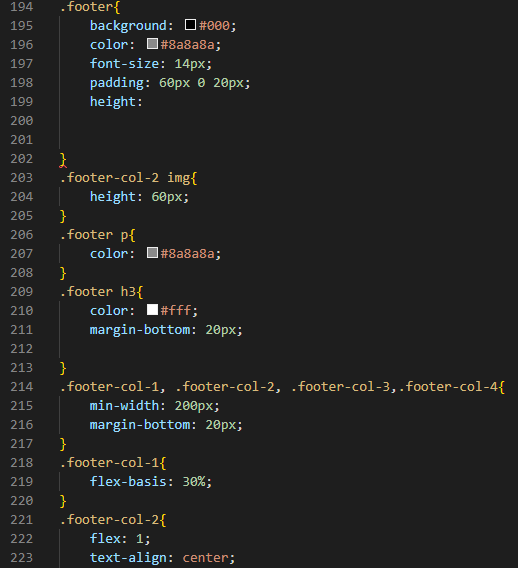 194 .footer{
195     background: #000;
196     color: #8a8a8a;
197     font-size: 14px;
198     padding: 60px 0 20px;
199     height:
200
201
202 }
203 .footer-col-2 img{
204     height: 60px;
205 }
206 .footer p{
207     color: #8a8a8a;
208 }
209 .footer h3{
210     color: #fff;
211     margin-bottom: 20px;
212
213 }
214 .footer-col-1, .footer-col-2, .footer-col-3,.footer-col-4{
215     min-width: 200px;
216     margin-bottom: 20px;
217 }
218 .footer-col-1{
219     flex-basis: 30%;
220 }
221 .footer-col-2{
222     flex: 1;
223     text-align: center;